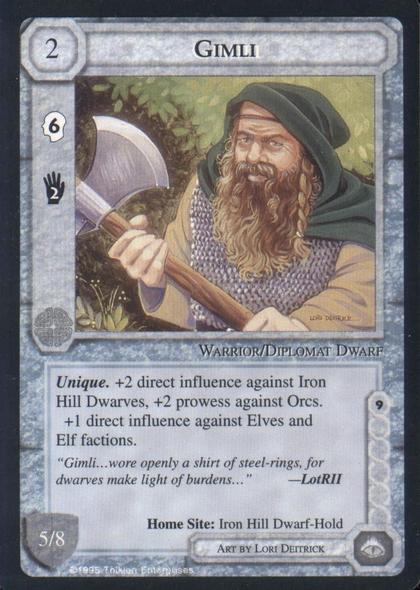 2
GIMLI
6
2
LORI DEITRICK
WARRIOR/DIPLOMAT DWARF
Unique. +2 direct influence against Iron
Hill Dwarves, +2 prowess against Orcs.
+1 direct influence against Elves and
Elf factions.
9
“Gimli…wore openly a shirt of steel-rings, for
dwarves make light of burdens…” —LotRII
Home Site: Iron Hill Dwarf-Hold
5/8
ART BY LORI DEITRICK
©1995 Tolkien Enterprises